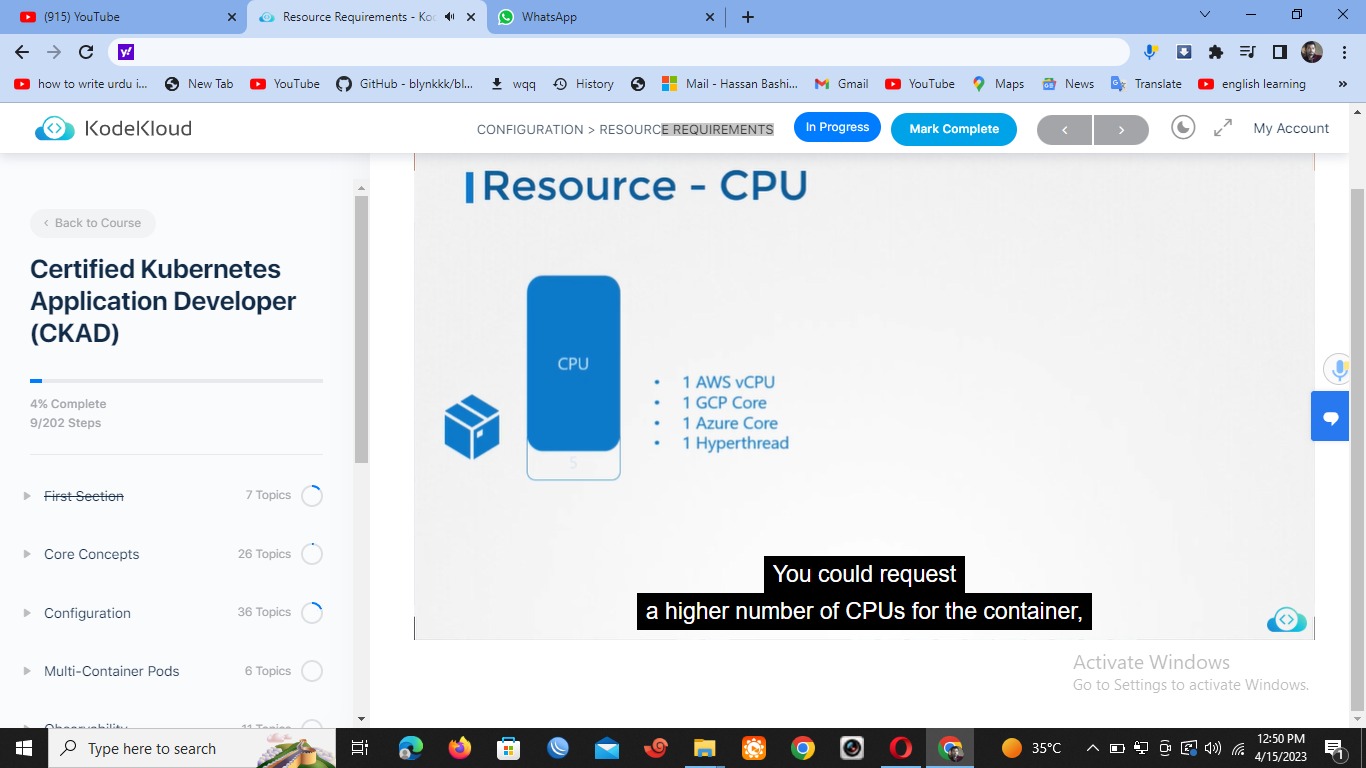 (915) YouTube
Resource Requirements - Ko
WhatsApp
how to write urdu i...
New Tab
YouTube
GitHub - blynkkk/bl...
wqq
History
Mail - Hassan Bashi...
Gmail
YouTube
Maps
News
Translate
english learning
»
KodeKloud
CONFIGURATION > RESOURCE REQUIREMENTS
In Progress
Mark Complete
My Account
Back to Course
Certified Kubernetes
Application Developer
(CKAD)
4% Complete
9/202 Steps
First Section
7 Topics
Core Concepts
26 Topics
Configuration
36 Topics
Multi-Container Pods
6 Topics
Observability
11 Topics
Resource - CPU
CPU
5
• 1 AWS vCPU
• 1 GCP Core
• 1 Azure Core
• 1 Hyperthread
You could request
a higher number of CPUs for the container,
Activate Windows
Go to Settings to activate Windows.
Type here to search
35°C
12:50 PM
4/15/2023
1